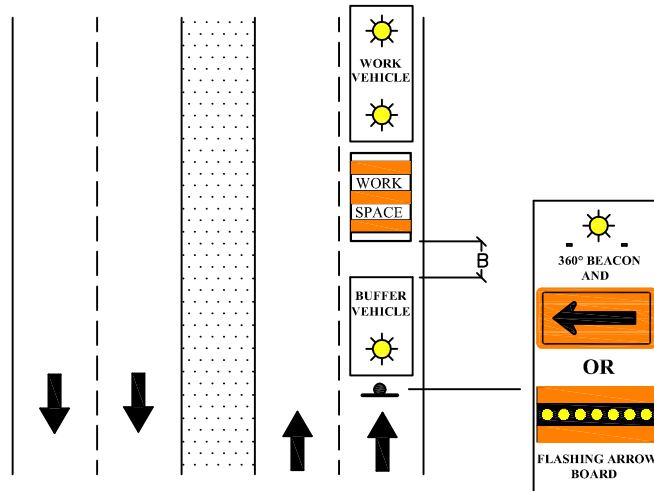 WORK
VEHICLE
WORK
SPACE
B
BUFFER
VEHICLE
360° BEACON
AND
OR
FLASHING ARROW
BOARD